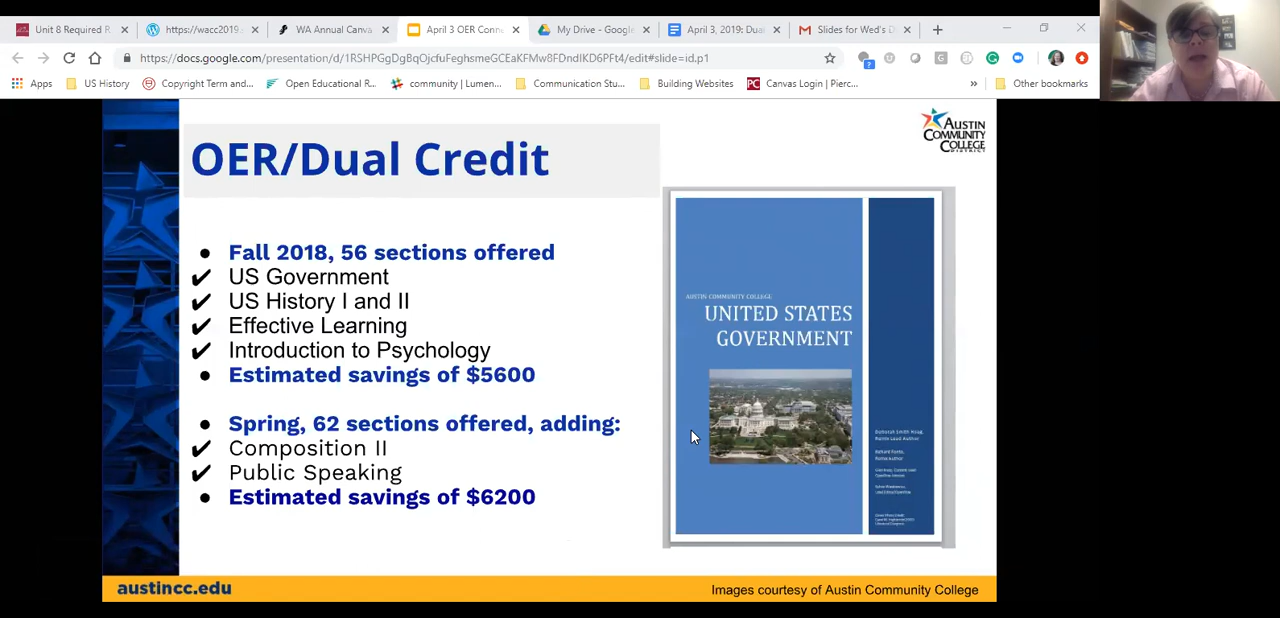 Unit 8 Required R
https://wacc2019.
WA Annual Canva
April 3 OER Conne
My Drive - Google
April 3, 2019: Dua
Slides for Wed's D
https://docs.google.com/presentation/d/1RSHPGgDgBqOjcfuFeghsmeGCEaKFMw8FDndIKD6PFt4/edit#slide=id.p1
Apps
US History
Copyright Term and...
Open Educational R...
community | Lumen...
Communication Stu...
Building Websites
PC Canvas Login | Pierc...
»
Other bookmarks
OER/Dual Credit
AUSTIN
COMMUNITY
COLLEGE
DISTRICT
● Fall 2018, 56 sections offered
✔ US Government
✔ US History I and II
✔ Effective Learning
✔ Introduction to Psychology
● Estimated savings of $5600
● Spring, 62 sections offered, adding:
✔ Composition II
✔ Public Speaking
● Estimated savings of $6200
AUSTIN COMMUNITY COLLEGE
UNITED STATES
GOVERNMENT
austincc.edu
Images courtesy of Austin Community College